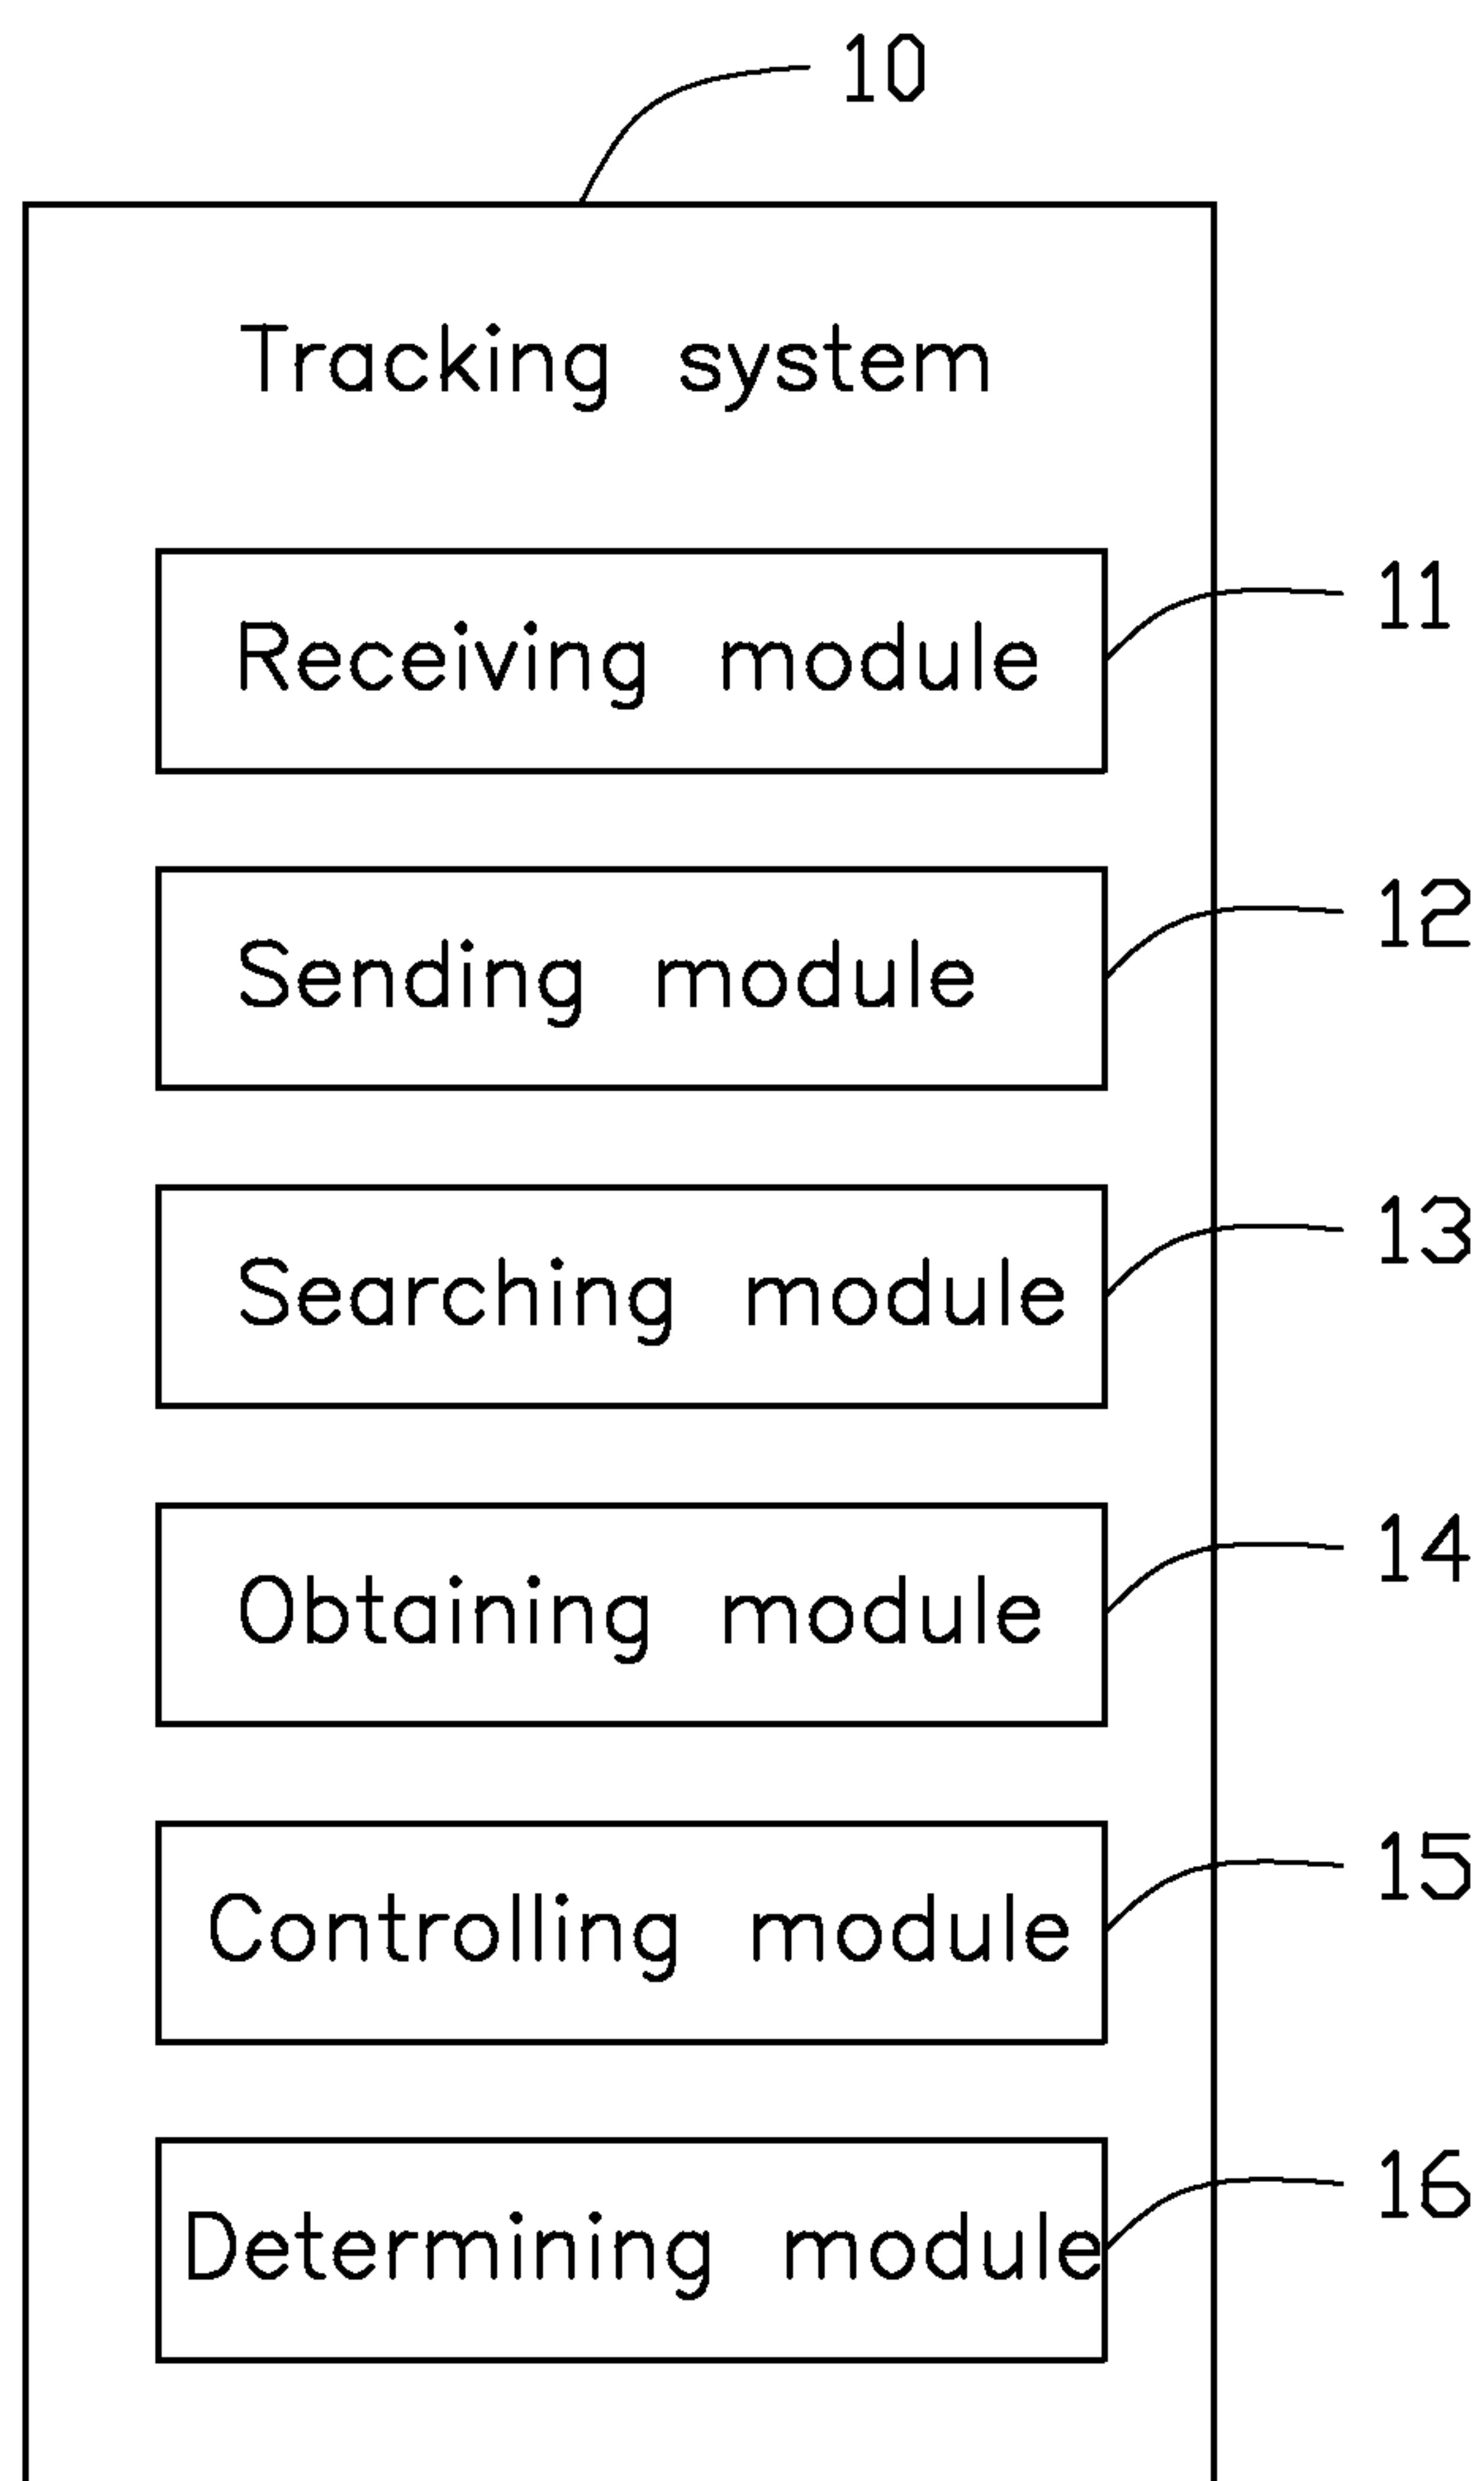 10
Tracking system
Receiving module 11
Sending module 12
Searching module 13
Obtaining module 14
Controlling module 15
Determining module 16